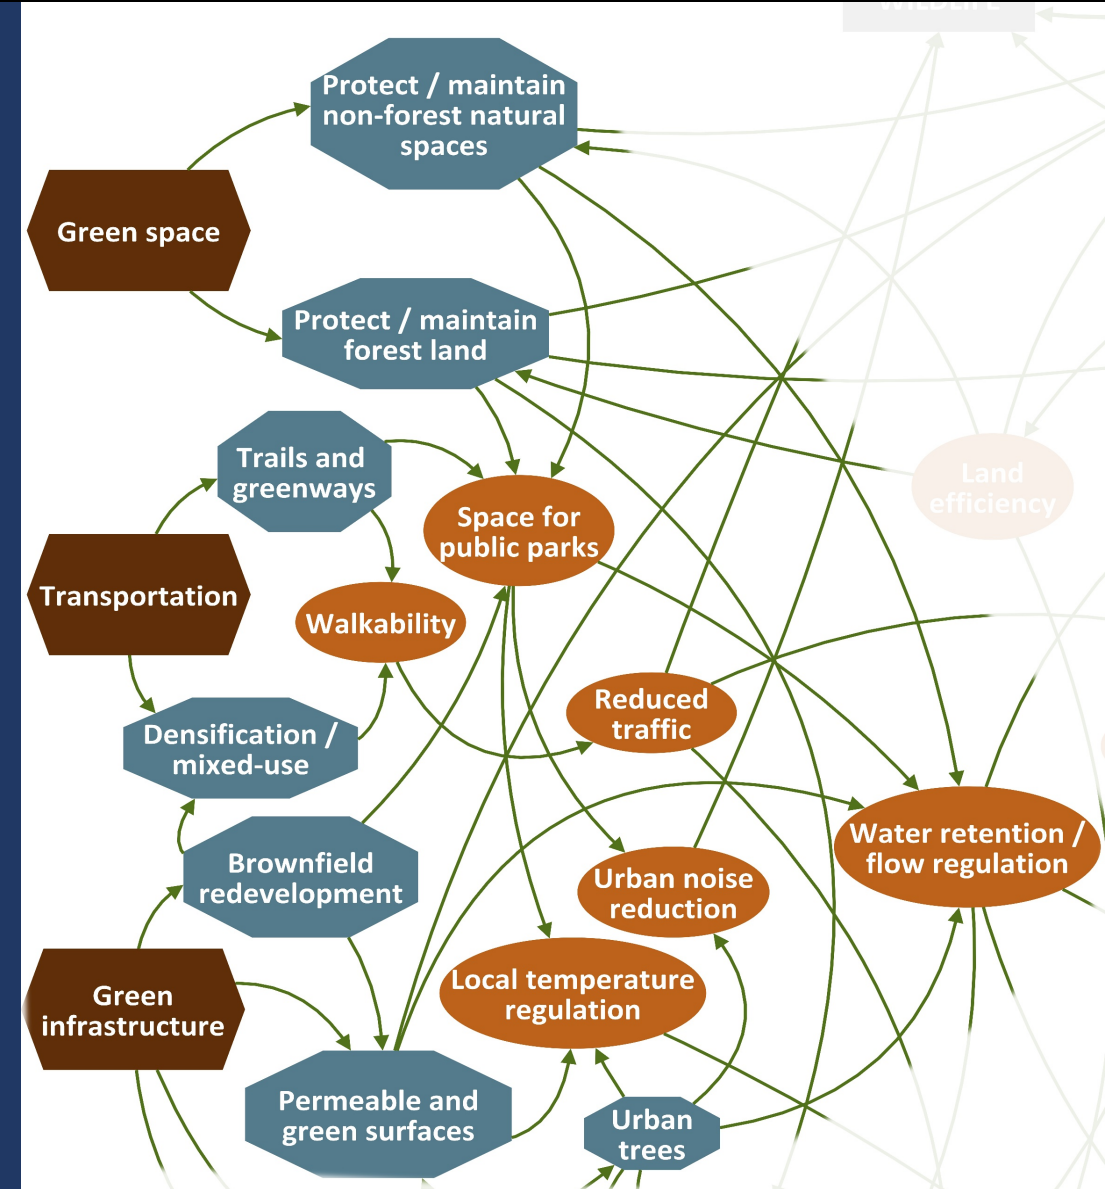 WILDLIFE
Protect / maintain
non-forest natural
spaces
Green space
Protect / maintain
forest land
Trails and
greenways
Land
efficiency
Space for
public parks
Transportation
Walkability
Reduced
traffic
Densification /
mixed-use
Water retention /
flow regulation
Brownfield
redevelopment
Urban noise
reduction
Local temperature
regulation
Green
infrastructure
Permeable and
green surfaces
Urban
trees